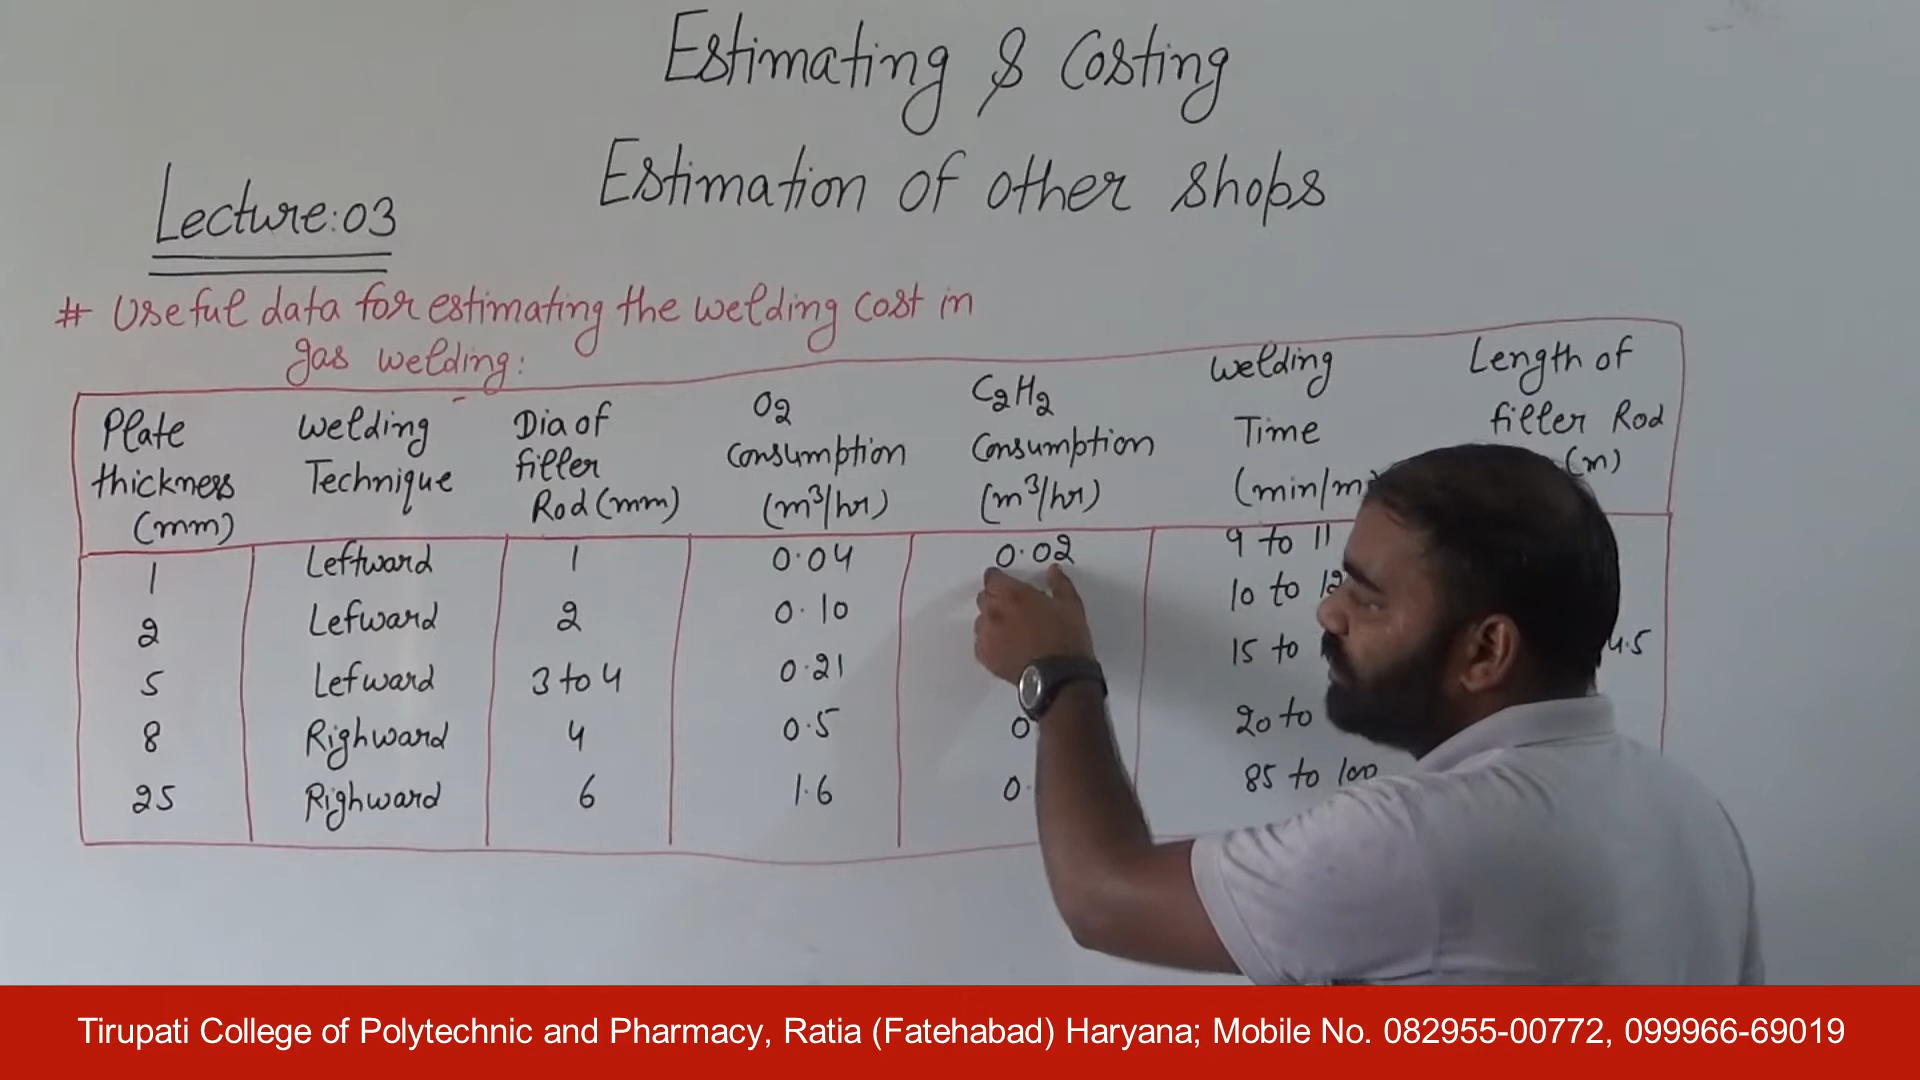 Estimating & Costing
Estimation of other shops
Lecture:03
# Useful data for estimating the welding cost in
gas welding:
Plate thickness (mm) Welding Technique Dia of filler Rod (mm) O2 Consumption (m³/hr) C2H2 Consumption (m³/hr) Welding Time (min/m Length of filler Rod (m)
1 Leftward 1 0.04 0.02 9 to 11
2 Lefward 2 0.10 10 to 12
5 Lefward 3 to 4 0.21 15 to 4.5
8 Righward 4 0.5 0 20 to
25 Righward 6 1.6 0. 85 to 100
Tirupati College of Polytechnic and Pharmacy, Ratia (Fatehabad) Haryana; Mobile No. 082955-00772, 099966-69019